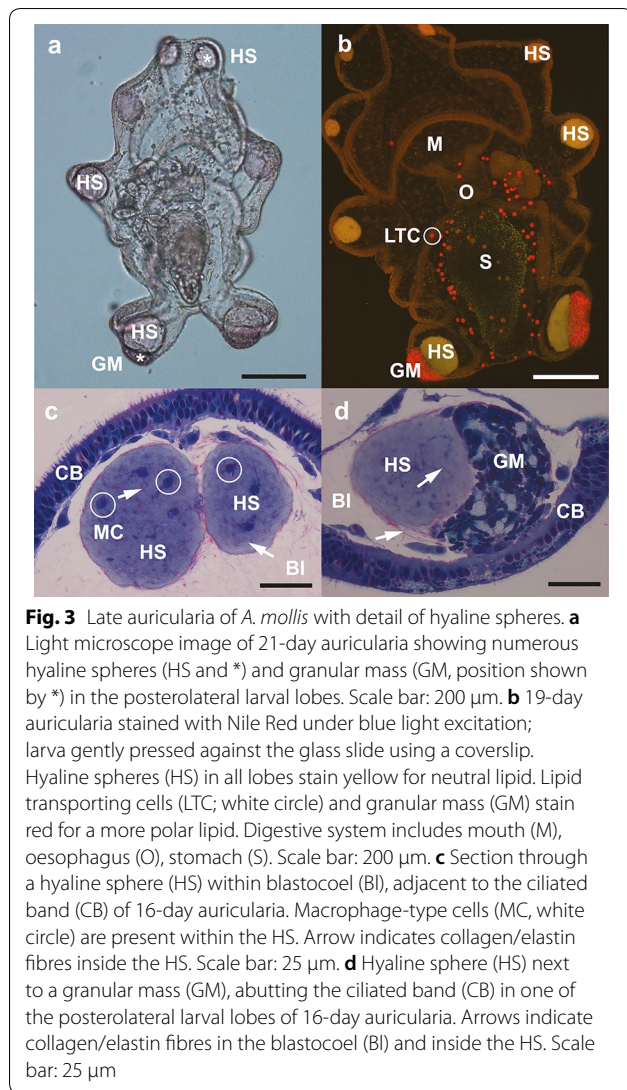 a
HS
*
HS
HS
*
GM
b
HS
HS
M
O
LTC
S
HS
GM
c
CB
MC
HS
HS
Bl
d
HS
GM
Bl
CB
Fig. 3 Late auricularia of A. mollis with detail of hyaline spheres. a
Light microscope image of 21-day auricularia showing numerous
hyaline spheres (HS and *) and granular mass (GM, position shown
by *) in the posterolateral larval lobes. Scale bar: 200 µm. b 19-day
auricularia stained with Nile Red under blue light excitation;
larva gently pressed against the glass slide using a coverslip.
Hyaline spheres (HS) in all lobes stain yellow for neutral lipid. Lipid
transporting cells (LTC; white circle) and granular mass (GM) stain
red for a more polar lipid. Digestive system includes mouth (M),
oesophagus (O), stomach (S). Scale bar: 200 µm. c Section through
a hyaline sphere (HS) within blastocoel (Bl), adjacent to the ciliated
band (CB) of 16-day auricularia. Macrophage-type cells (MC, white
circle) are present within the HS. Arrow indicates collagen/elastin
fibres inside the HS. Scale bar: 25 µm. d Hyaline sphere (HS) next
to a granular mass (GM), abutting the ciliated band (CB) in one of
the posterolateral larval lobes of 16-day auricularia. Arrows indicate
collagen/elastin fibres in the blastocoel (Bl) and inside the HS. Scale
bar: 25 µm